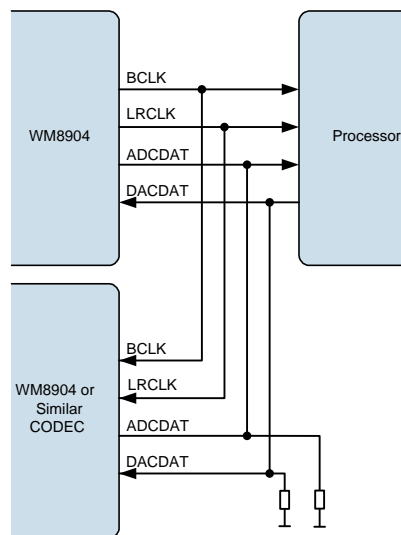 BCLK
LRCLK
WM8904
Processor
ADCDAT
DACDAT
BCLK
WM8904 or
Similar
CODEC
LRCLK
ADCDAT
DACDAT